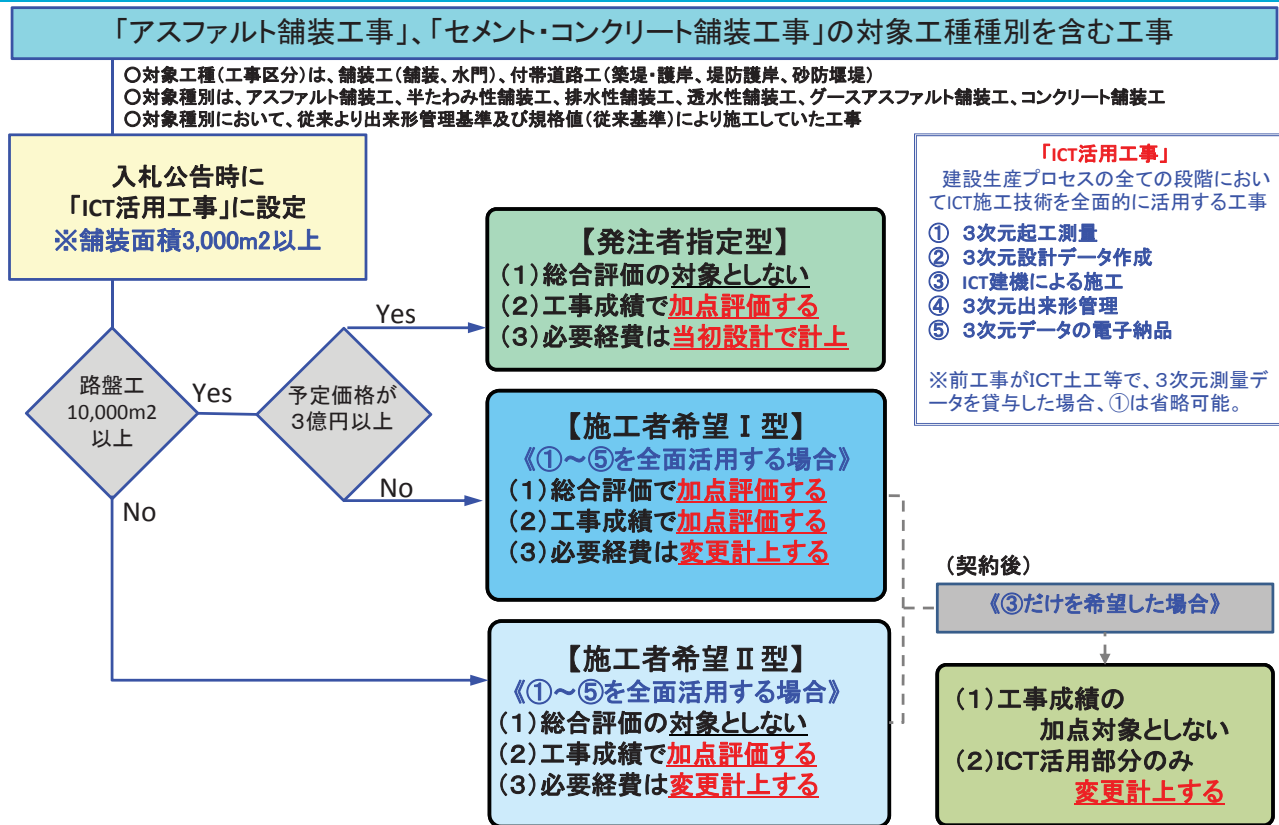 「アスファルト舗装工事」、「セメント・コンクリート舗装工事」の対象工種種別を含む工事
○対象工種(工事区分)は、舗装工(舗装、水門)、付帯道路工(築堤・護岸、堤防護岸、砂防堰堤)
○対象種別は、アスファルト舗装工、半たわみ性舗装工、排水性舗装工、透水性舗装工、グースアスファルト舗装工、コンクリート舗装工
○対象種別において、従来より出来形管理基準及び規格値(従来基準)により施工していた工事
入札公告時に
「ICT活用工事」に設定
※舗装面積3,000m2以上
路盤工
10,000m2
以上
Yes
No
予定価格が
3億円以上
Yes
No
【発注者指定型】
(1)総合評価の対象としない
(2)工事成績で加点評価する
(3)必要経費は当初設計で計上
【施工者希望Ⅰ型】
《①～⑤を全面活用する場合》
(1)総合評価で加点評価する
(2)工事成績で加点評価する
(3)必要経費は変更計上する
【施工者希望Ⅱ型】
《①～⑤を全面活用する場合》
(1)総合評価の対象としない
(2)工事成績で加点評価する
(3)必要経費は変更計上する
「ICT活用工事」
建設生産プロセスの全ての段階におい
てICT施工技術を全面的に活用する工事
① 3次元起工測量
② 3次元設計データ作成
③ ICT建機による施工
④ 3次元出来形管理
⑤ 3次元データの電子納品
※前工事がICT土工等で、3次元測量デ
ータを貸与した場合、①は省略可能。
(契約後)
《③だけを希望した場合》
(1)工事成績の
加点対象としない
(2)ICT活用部分のみ
変更計上する